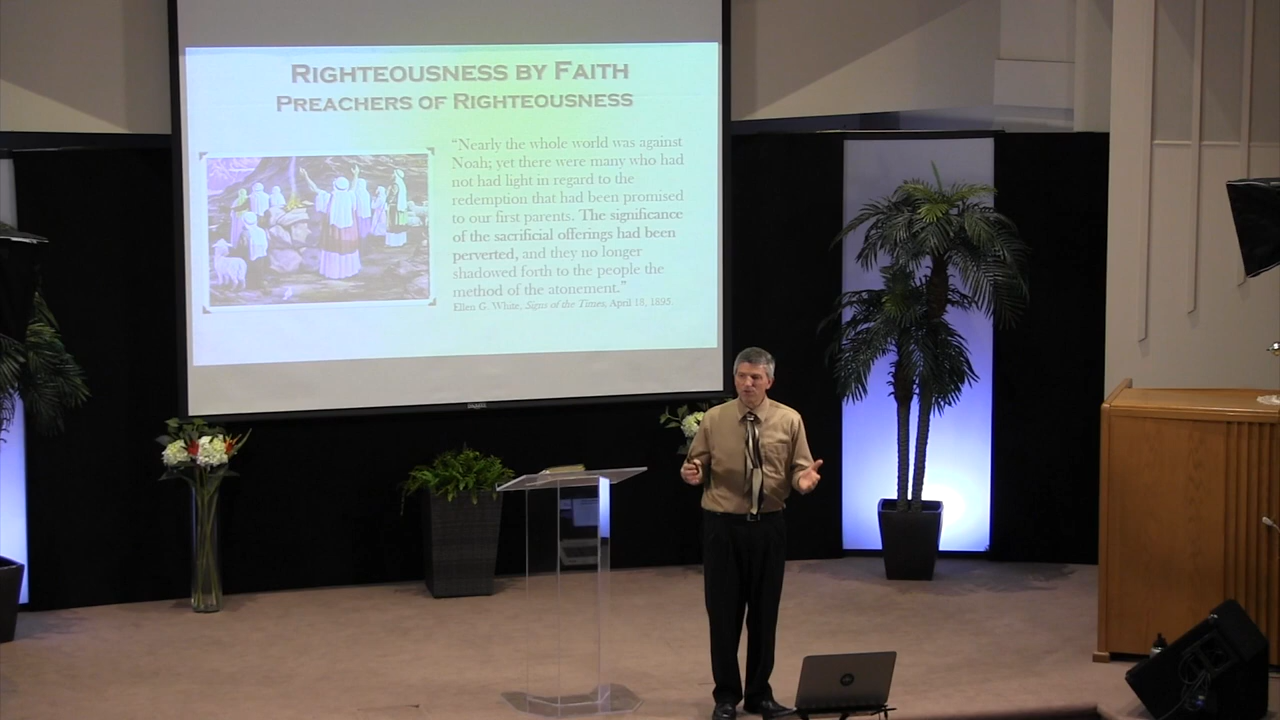 RIGHTEOUSNESS BY FAITH
PREACHERS OF RIGHTEOUSNESS
“Nearly the whole world was against
Noah; yet there were many who had
not had light in regard to the
redemption that had been promised
to our first parents. The significance
of the sacrificial offerings had been
perverted, and they no longer
shadowed forth to the people the
method of the atonement.”
Ellen G. White, Signs of the Times, April 18, 1895.